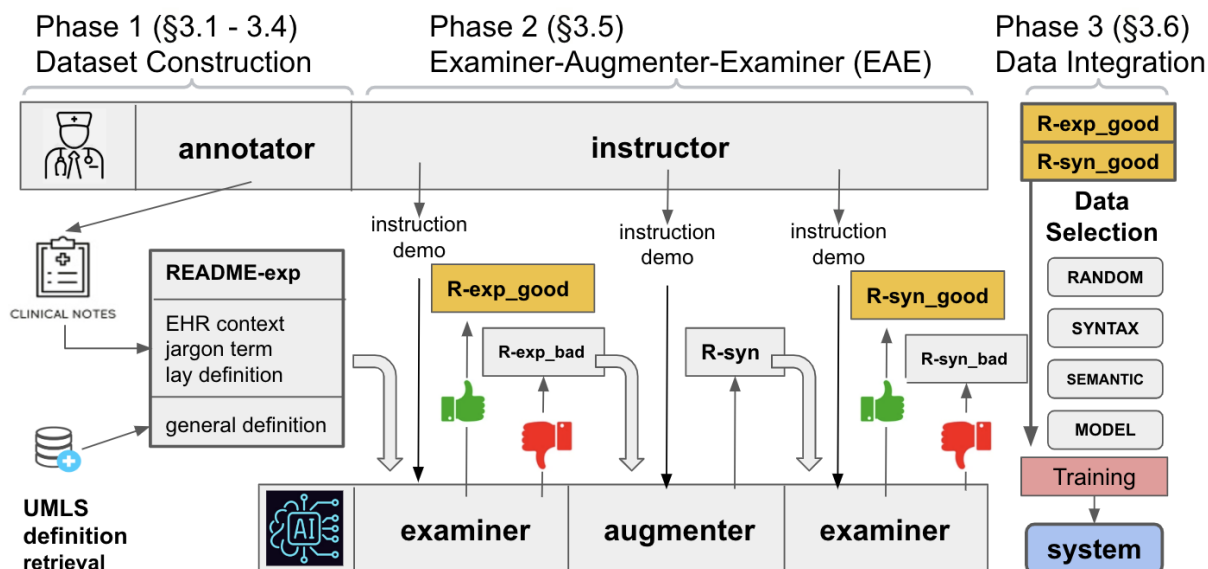 Phase 1 (§3.1 - 3.4)
Dataset Construction
Phase 2 (§3.5)
Examiner-Augmenter-Examiner (EAE)
Phase 3 (§3.6)
Data Integration
annotator
instructor
R-exp_good
R-syn_good
Data
Selection
RANDOM
SYNTAX
SEMANTIC
MODEL
Training
system
CLINICAL NOTES
README-exp
EHR context
jargon term
lay definition
general definition
UMLS
definition
retrieval
instruction
demo
R-exp_good
R-exp_bad
instruction
demo
R-syn
instruction
demo
R-syn_good
R-syn_bad
AI
examiner
augmenter
examiner